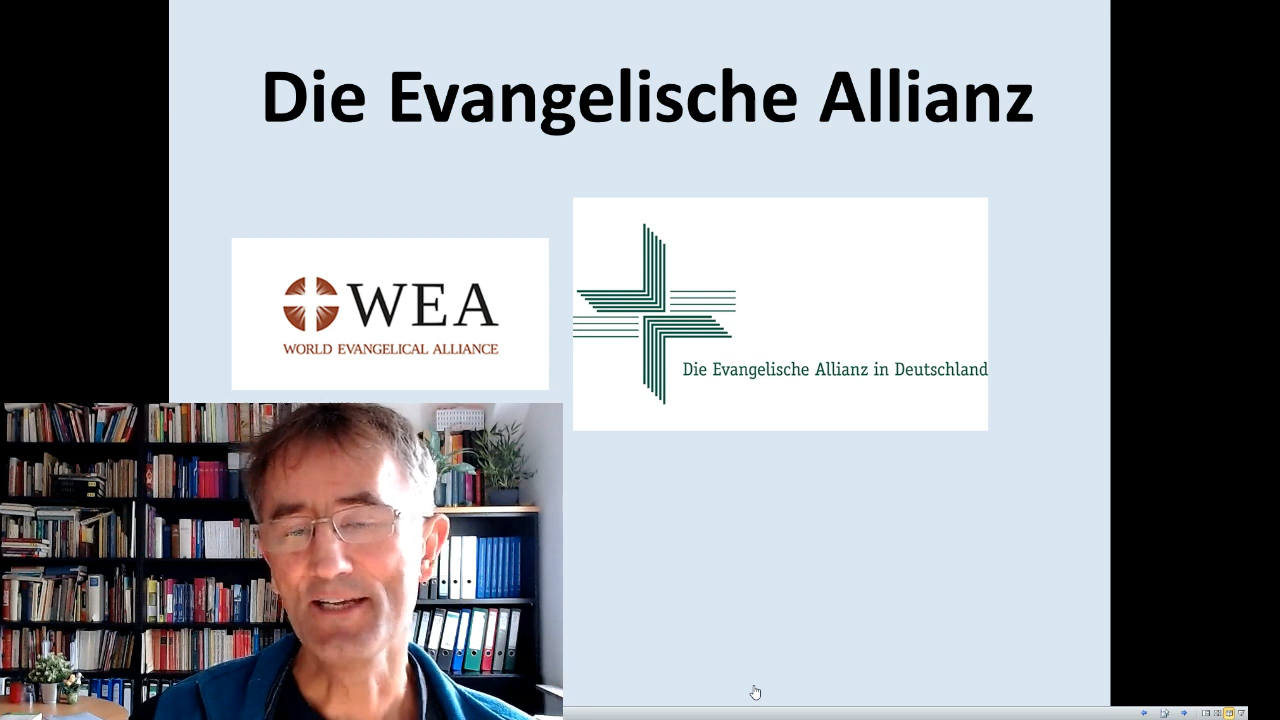 Die Evangelische Allianz
WEA
WORLD EVANGELICAL ALLIANCE
Die Evangelische Allianz in Deutschland